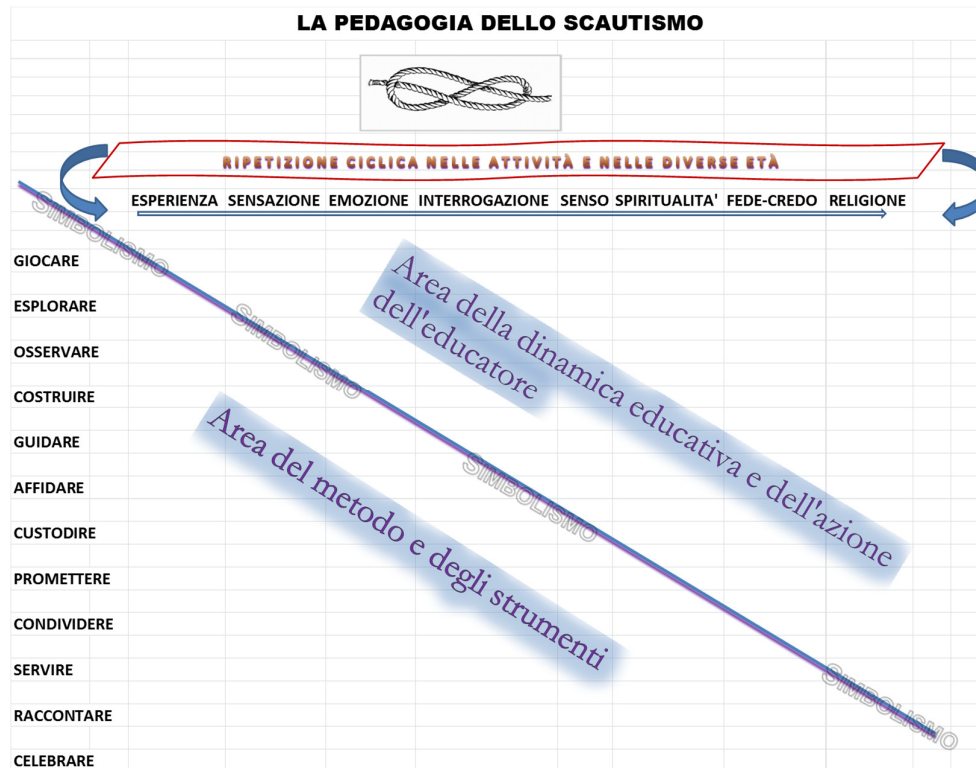 LA PEDAGOGIA DELLO SCAUTISMO
RIPETIZIONE CICLICA NELLE ATTIVITÀ E NELLE DIVERSE ETÀ
ESPERIENZA SENSAZIONE EMOZIONE INTERROGAZIONE SENSO SPIRITUALITA' FEDE-CREDO RELIGIONE
SIMBOLISMO
GIOCARE
ESPLORARE
OSSERVARE
COSTRUIRE
GUIDARE
AFFIDARE
CUSTODIRE
PROMETTERE
CONDIVIDERE
SERVIRE
RACCONTARE
CELEBRARE
SIMBOLISMO
Area della dinamica educativa e dell'azione
dell'educatore
Area del metodo e degli strumenti
SIMBOLISMO
SIMBOLISMO